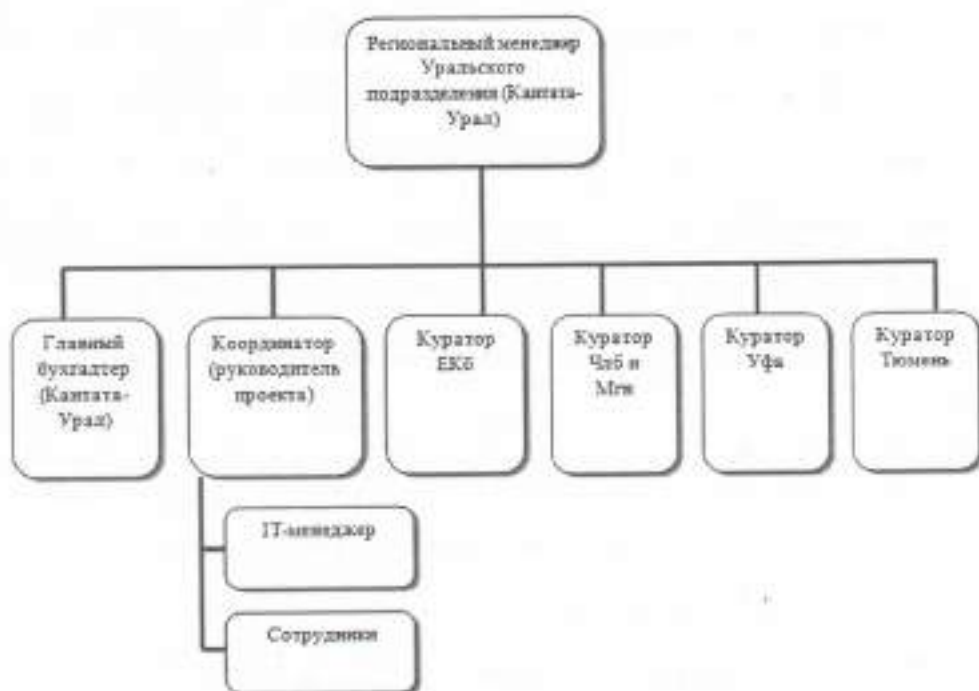 Региональный менеджер
Уральского
подразделения (Кантата-
Урал)
Главный
бухгалтер
(Кантата-
Урал)
Координатор
(руководитель
проекта)
Куратор
ЕКб
Куратор
Члб и
Мгн
Куратор
Уфа
Куратор
Тюмень
IT-менеджер
Сотрудники